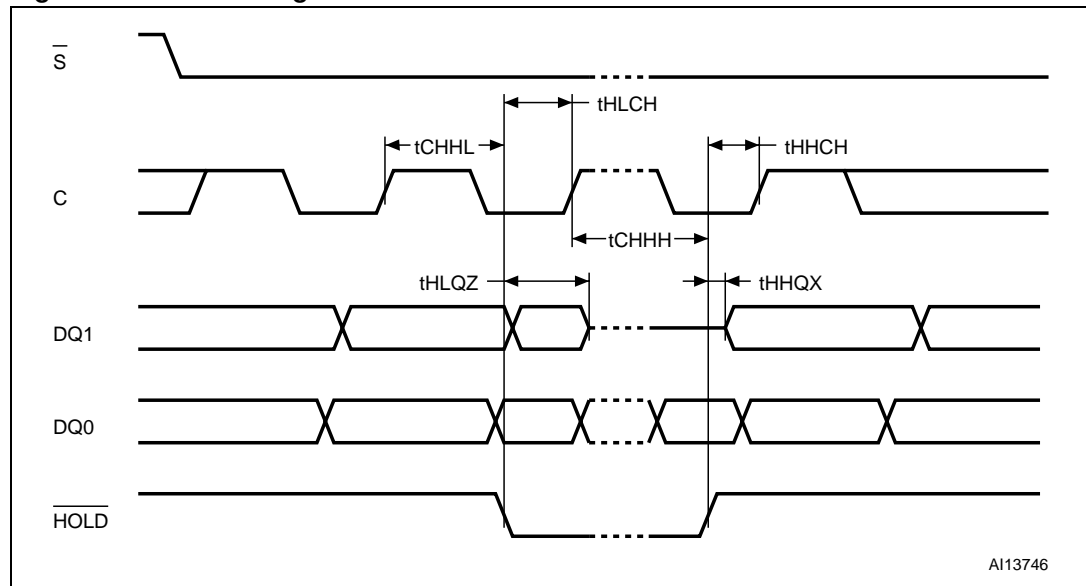 S
tHLCH
tCHHL
tHHCH
C
tCHHH
tHLQZ
tHHQX
DQ1
DQ0
HOLD
AI13746